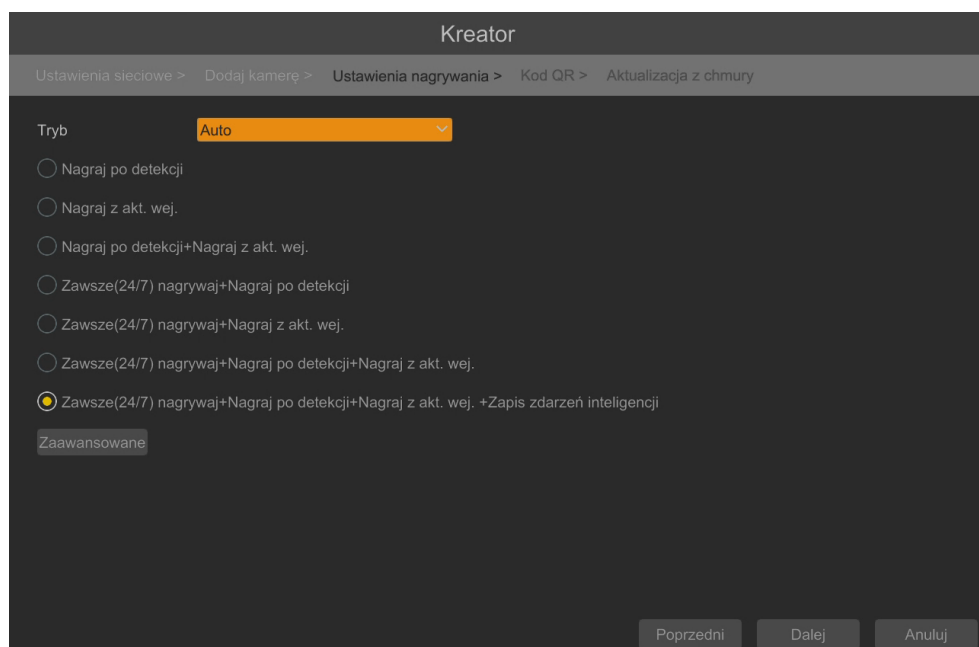 Kreator
Ustawienia sieciowe > Dodaj kamerę > Ustawienia nagrywania > Kod QR > Aktualizacja z chmury
Tryb Auto
Nagraj po detekcji
Nagraj z akt. wej.
Nagraj po detekcji+Nagraj z akt. wej.
Zawsze(24/7) nagrywaj+Nagraj po detekcji
Zawsze(24/7) nagrywaj+Nagraj z akt. wej.
Zawsze(24/7) nagrywaj+Nagraj po detekcji+Nagraj z akt. wej.
Zawsze(24/7) nagrywaj+Nagraj po detekcji+Nagraj z akt. wej. +Zapis zdarzeń inteligencji
Zaawansowane
Poprzedni Dalej Anuluj